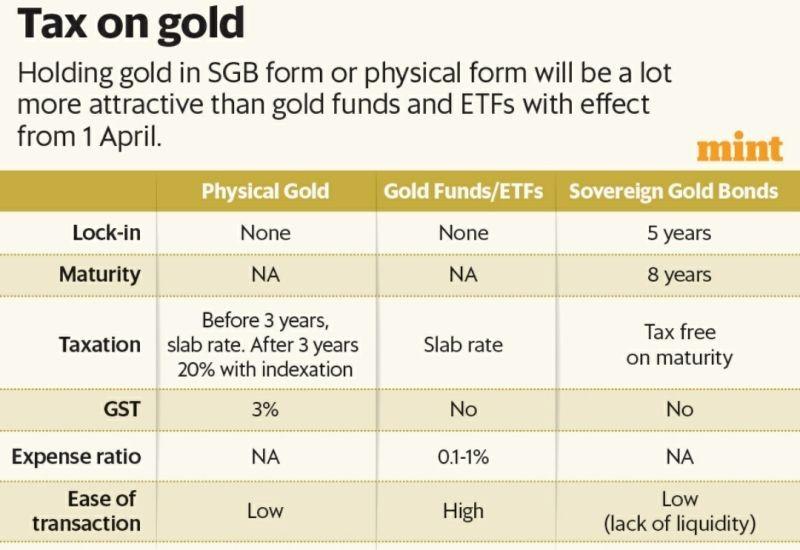 Tax on gold
Holding gold in SGB form or physical form will be a lot
more attractive than gold funds and ETFs with effect
from 1 April.
mint
Physical Gold Gold Funds/ETFs Sovereign Gold Bonds
Lock-in None None 5 years
Maturity NA NA 8 years
Taxation Before 3 years, slab rate. After 3 years 20% with indexation Slab rate Tax free on maturity
GST 3% No No
Expense ratio NA 0.1-1% NA
Ease of transaction Low High Low (lack of liquidity)